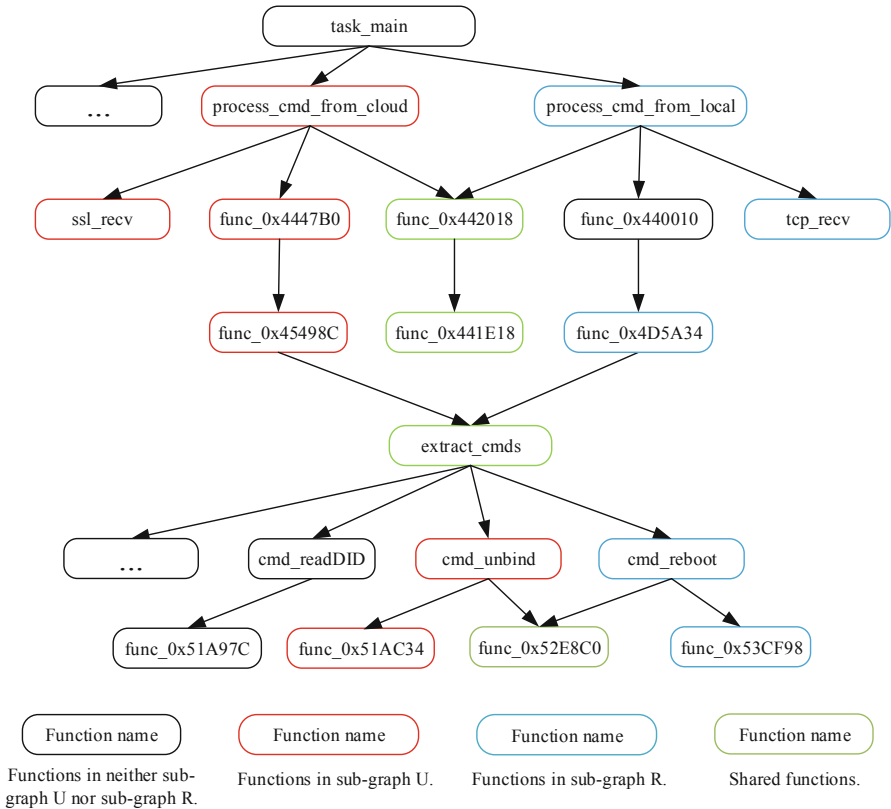 task_main
...
process_cmd_from_cloud
process_cmd_from_local
ssl_recv
func_0x4447B0
func_0x442018
func_0x440010
tcp_recv
func_0x45498C
func_0x441E18
func_0x4D5A34
extract_cmds
...
cmd_readDID
cmd_unbind
cmd_reboot
func_0x51A97C
func_0x51AC34
func_0x52E8C0
func_0x53CF98
Function name
Function name
Function name
Function name
Functions in neither sub-
graph U nor sub-graph R.
Functions in sub-graph U.
Functions in sub-graph R.
Shared functions.